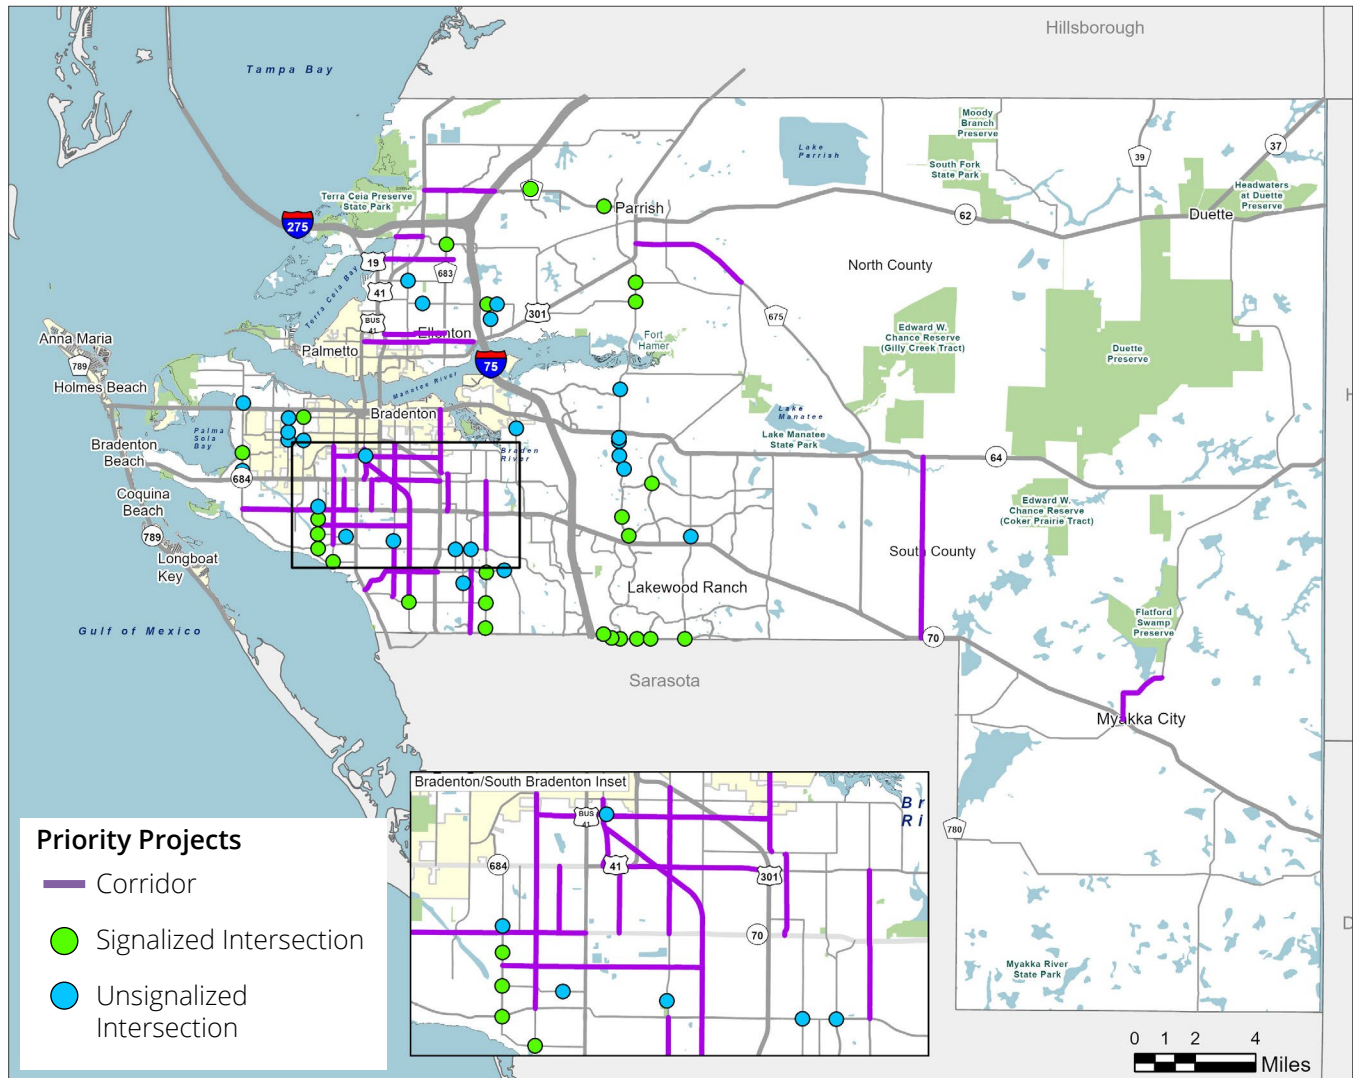 Hillsborough
Tampa Bay
Moody
Branch
Preserve
37
39
Lake
Parrish
South Fork
State Park
Headwaters
at Duette
Preserve
Terra Ceia Preserve
State Park
Parrish
62
Duette
275
19
683
North County
41
Terra Ceia Bay
301
675
BUS
41
Ellenton
Edward W.
Chance Reserve
(Gilly Creek Tract)
Duette
Preserve
Anna Maria
Palmetto
Fort
Hamer
789
75
Holmes Beach
Manatee River
Bradenton
Lake
Manatee
Palma
Sola
Bay
Lake Manatee
State Park
Bradenton
Beach
Braden
River
64
684
Coquina
Beach
Edward W.
Chance Reserve
(Coker Prairie Tract)
789
Longboat
Key
South County
Lakewood Ranch
Flatford
Swamp
Preserve
Gulf of Mexico
70
Sarasota
Myakka City
Bradenton/South Bradenton Inset
Br
Ri
BUS
41
684
41
301
70
780
Myakka River
State Park
Priority Projects
Corridor
Signalized Intersection
Unsignalized
Intersection
0 1 2 4
Miles